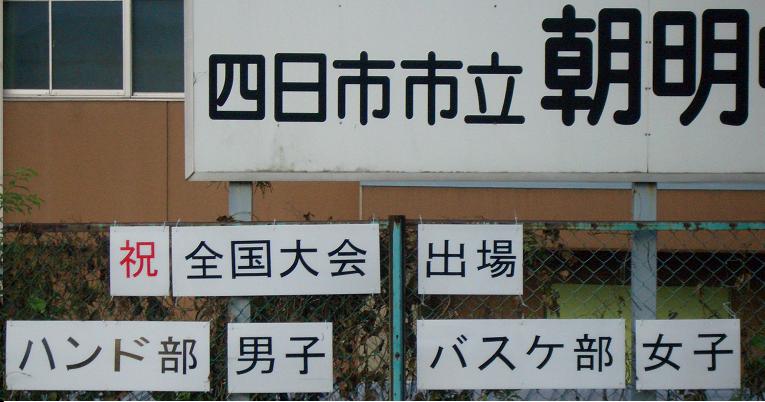 四日市市立朝明
祝 全国大会 出場
ハンド部 男子 バスケ部 女子